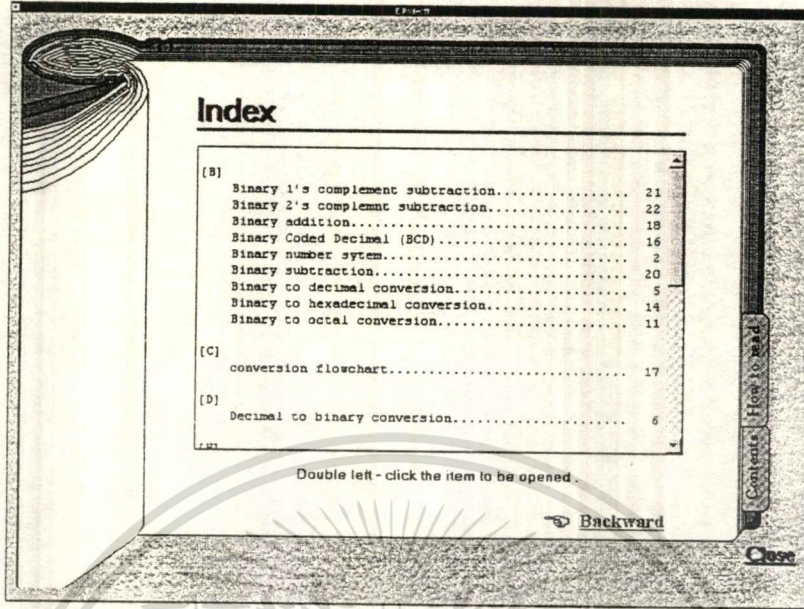 Index
[B]
Binary 1's complement subtraction................ 21
Binary 2's complemnt subtraction................. 22
Binary addition.................................. 18
Binary Coded Decimal (BCD)....................... 16
Binary number sytem.............................. 2
Binary subtraction............................... 20
Binary to decimal conversion..................... 5
Binary to hexadecimal conversion................. 14
Binary to octal conversion....................... 11
[C]
conversion flowchart............................. 17
[D]
Decimal to binary conversion..................... 6
Double left - click the item to be opened .
Backward
How to read
Contents
Close